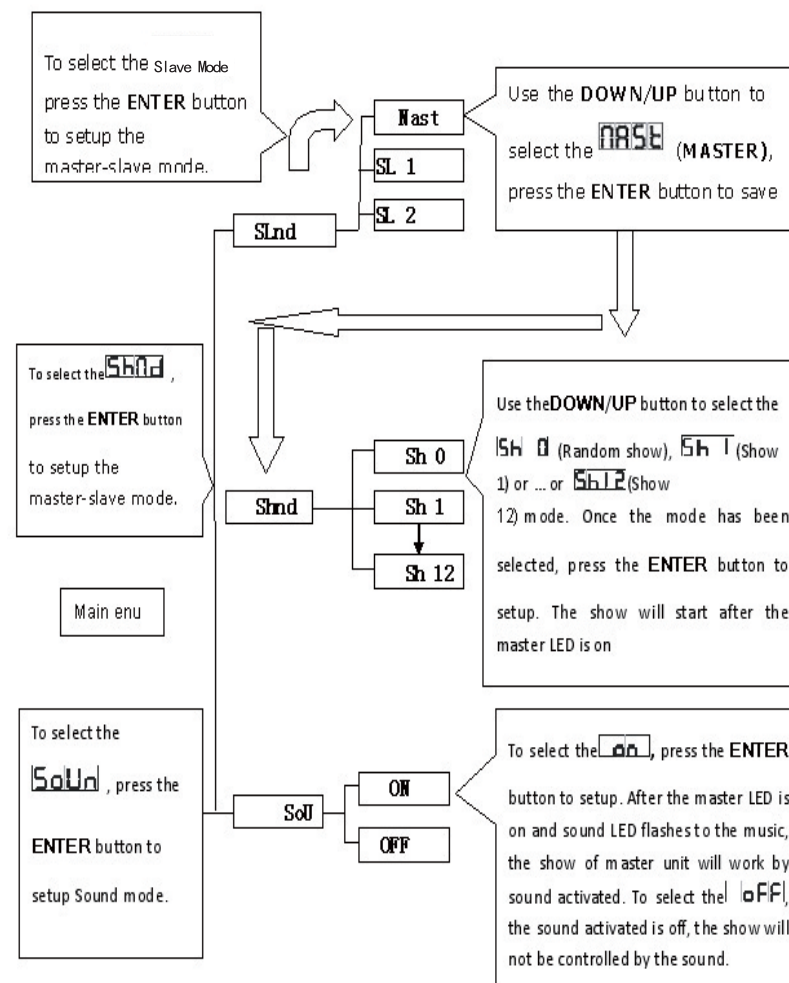 To select the Slave Mode
press the ENTER button
to setup the
master-slave mode.
Mast
SL 1
SL 2
SLnd
Use the DOWN/UP button to
select the MASt (MASTER),
press the ENTER button to save
To select the ShMd ,
press the ENTER button
to setup the
master-slave mode.
Shnd
Sh 0
Sh 1
Sh 12
Use theDOWN/UP button to select the
Sh 0 (Random show), Sh 1 (Show
1) or ... or Sh12(Show
12) mode. Once the mode has been
selected, press the ENTER button to
setup. The show will start after the
master LED is on
Main enu
To select the
SoUn , press the
ENTER button to
setup Sound mode.
SoU
ON
OFF
To select the on, press the ENTER
button to setup. After the master LED is
on and sound LED flashes to the music,
the show of master unit will work by
sound activated. To select the oFF,
the sound activated is off, the show will
not be controlled by the sound.